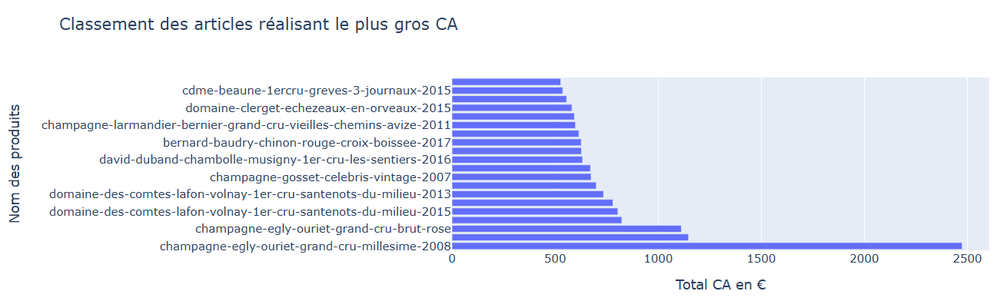 Classement des articles réalisant le plus gros CA
Nom des produits
cdme-beaune-1ercru-greves-3-journaux-2015
domaine-clerget-echezeaux-en-orveaux-2015
champagne-larmandier-bernier-grand-cru-vieilles-chemins-avize-2011
bernard-baudry-chinon-rouge-croix-boissee-2017
david-duband-chambolle-musigny-1er-cru-les-sentiers-2016
champagne-gosset-celebris-vintage-2007
domaine-des-comtes-lafon-volnay-1er-cru-santenots-du-milieu-2013
domaine-des-comtes-lafon-volnay-1er-cru-santenots-du-milieu-2015
champagne-egly-ouriet-grand-cru-brut-rose
champagne-egly-ouriet-grand-cru-millesime-2008
0 500 1000 1500 2000 2500
Total CA en €